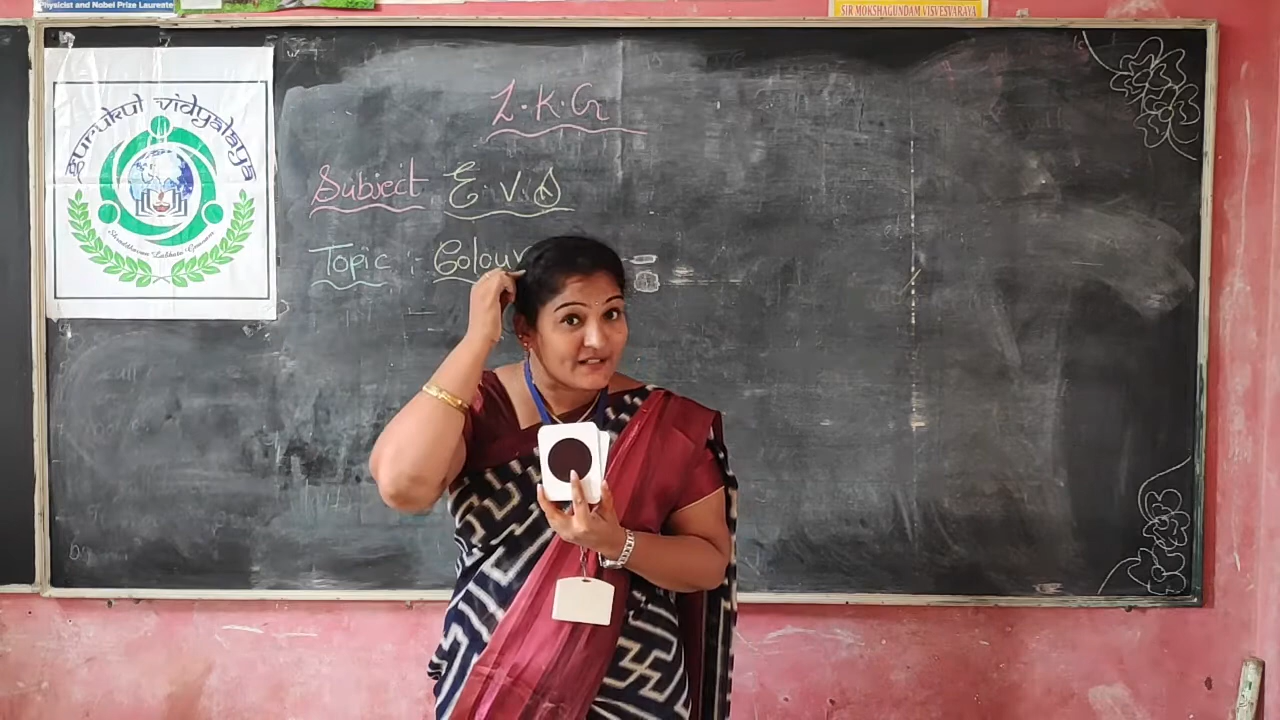 Physicist and Nobel Prize Laureate
SIR MOKSHAGUNDAM VISVESVARAYA
gurukul vidyalaya
L.K.G
Subject E.V.S
Topic :- Colour